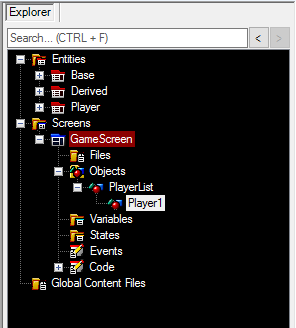 Explorer
Search... (CTRL + F)
< >
Entities
Base
Derived
Player
Screens
GameScreen
Files
Objects
PlayerList
Player1
Variables
States
Events
Code
Global Content Files